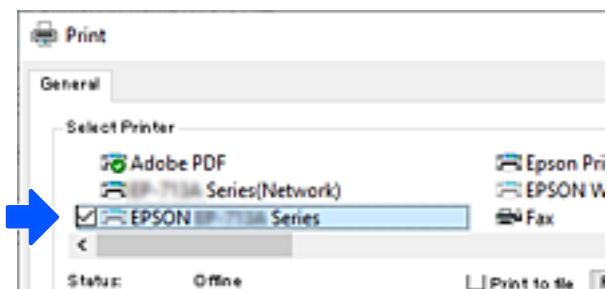 Print
General
Select Printer
Adobe PDF
Epson Pri
Series(Network)
EPSON W
EPSON Series
Fax
Status: Offline
Print to file